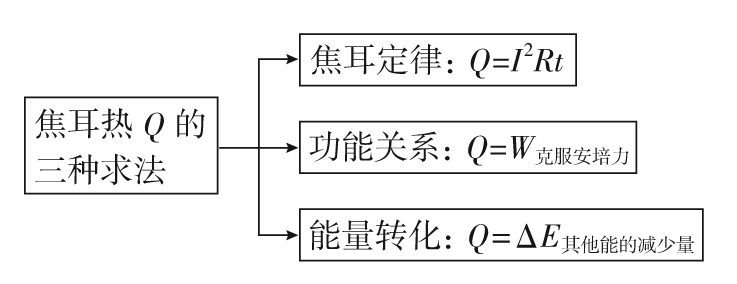 焦耳热 Q 的
三种求法
焦耳定律：Q=I²Rt
功能关系：Q=W克服安培力
能量转化：Q=ΔE其他能的减少量